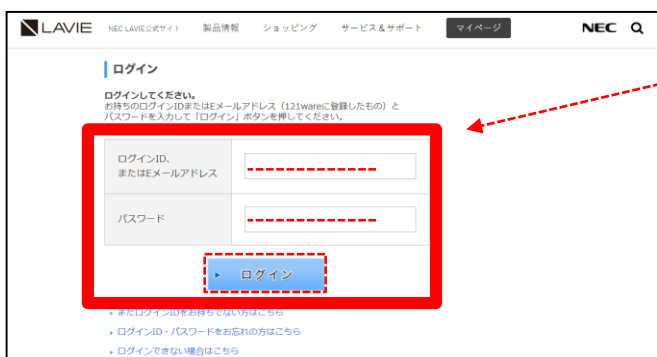 LAVIE NEC LAVIE公式サイト 製品情報 ショッピング サービス＆サポート マイページ NEC
ログイン
ログインしてください。
お持ちのログインIDまたはEメールアドレス（121wareに登録したもの）と
パスワードを入力して「ログイン」ボタンを押してください。
ログインID、
またはEメールアドレス
パスワード
ログイン
まだログインIDをお持ちでない方はこちら
ログインID・パスワードをお忘れの方はこちら
ログインできない場合はこちら